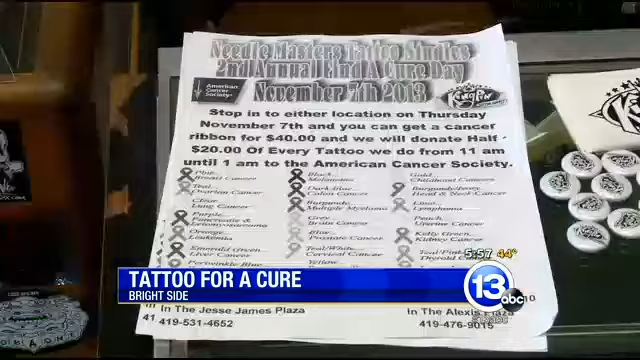 Needle Masters Tattoo Studios
2nd Annual Find A Cure Day
November 7th 2013
American
Cancer
Society
Stop in to either location on Thursday
November 7th and you can get a cancer
ribbon for $40.00 and we will donate Half -
$20.00 Of Every Tattoo we do from 11 am
until 1 am to the American Cancer Society.
Pink... Black... Gold...
Breast Cancer Melanoma Childhood Cancer
Teal... Dark Blue... Burgundy/Ivory
Ovarian Cancer Colon Cancer Head & Neck Cancer
Clear... Burgundy... Lime...
Lung Cancer Multiple Myeloma Lymphoma
Purple... Grey... Peach...
Pancreatic & Brain Cancer Uterine Cancer
Orange... Blue... Kelly Green...
Leukemia Prostate Cancer Kidney Cancer
Emerald Green Teal/White Teal/Pink
Liver Cancer Cervical Cancer Thyroid
Periwinkle Blue Yellow
5:57 44°
TATTOO FOR A CURE
BRIGHT SIDE
13 abc
In The Jesse James Plaza In The Alexis Plaza
419-531-4652 419-476-9015